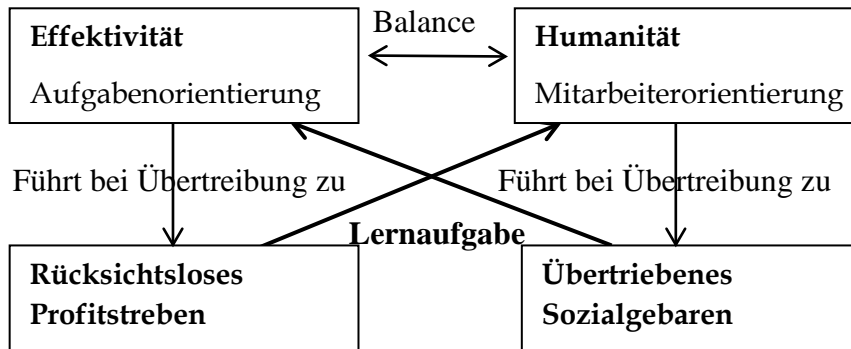 Effektivität
Aufgabenorientierung
Balance
Humanität
Mitarbeiterorientierung
Führt bei Übertreibung zu
Führt bei Übertreibung zu
Lernaufgabe
Rücksichtsloses
Profitstreben
Übertriebenes
Sozialgebaren